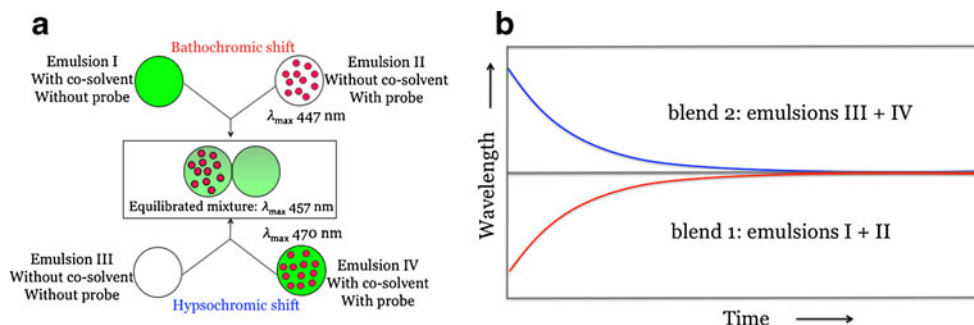 a
Bathochromic shift
Emulsion I
With co-solvent
Without probe
Emulsion II
Without co-solvent
With probe
λmax 447 nm
Equilibrated mixture: λmax 457 nm
λmax 470 nm
Emulsion III
Without co-solvent
Without probe
Emulsion IV
With co-solvent
With probe
Hypsochromic shift
b
Wavelength
blend 2: emulsions III + IV
blend 1: emulsions I + II
Time